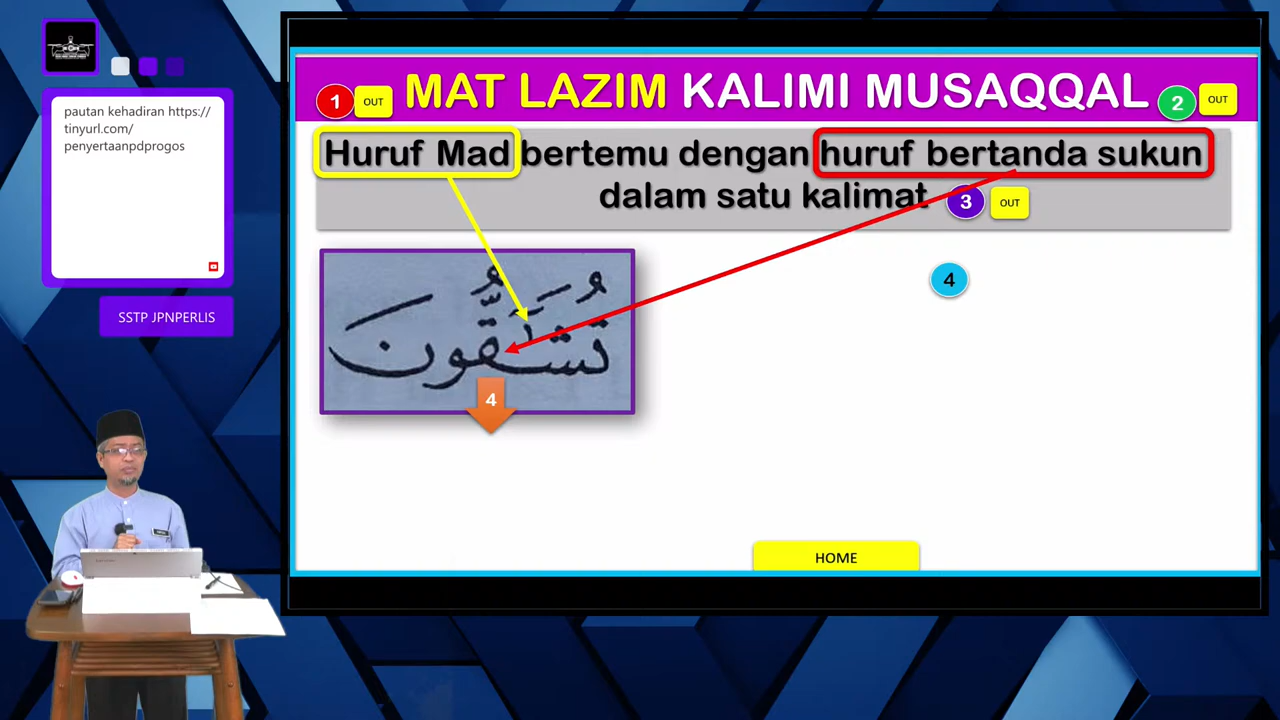 pautan kehadiran https://
tinyurl.com/
penyertaanpdprogos
SSTP JPNPERLIS
1 OUT MAT LAZIM KALIMI MUSAQQAL 2 OUT
Huruf Mad bertemu dengan huruf bertanda sukun
dalam satu kalimat 3 OUT
4
تُشَـٰقُّونَ
4
HOME